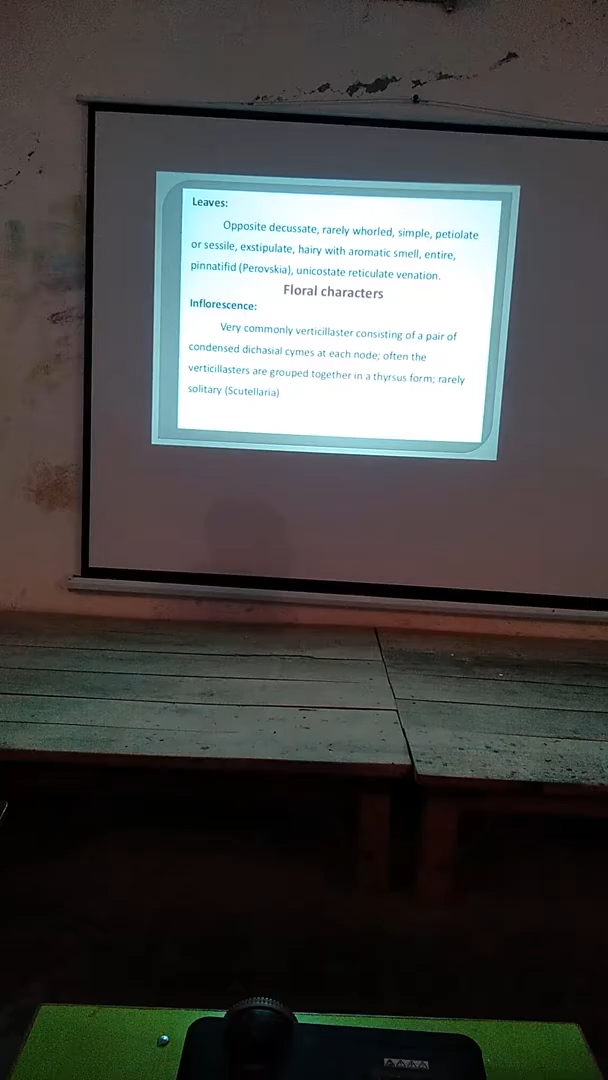 Leaves:
Opposite decussate, rarely whorled, simple, petiolate
or sessile, exstipulate, hairy with aromatic smell, entire,
pinnatifid (Perovskia), unicostate reticulate venation.
Floral characters
Inflorescence:
Very commonly verticillaster consisting of a pair of
condensed dichasial cymes at each node; often the
verticillasters are grouped together in a thyrsus form; rarely
solitary (Scutellaria)